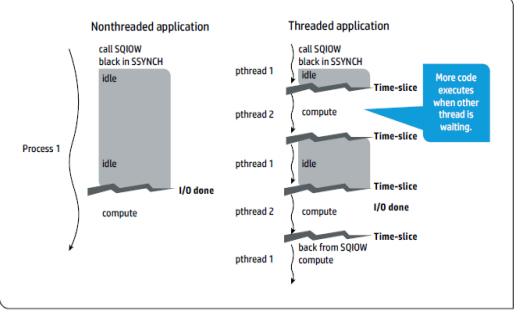 Nonthreaded application
call SQIOW
black in SSYNCH
idle
Process 1
idle
I/O done
compute
Threaded application
call SQIOW
black in SSYNCH
pthread 1
idle
Time-slice
pthread 2
compute
More code
executes
when other
thread is
waiting.
Time-slice
pthread 1
idle
Time-slice
I/O done
pthread 2
compute
Time-slice
back from SQIOW
pthread 1
compute